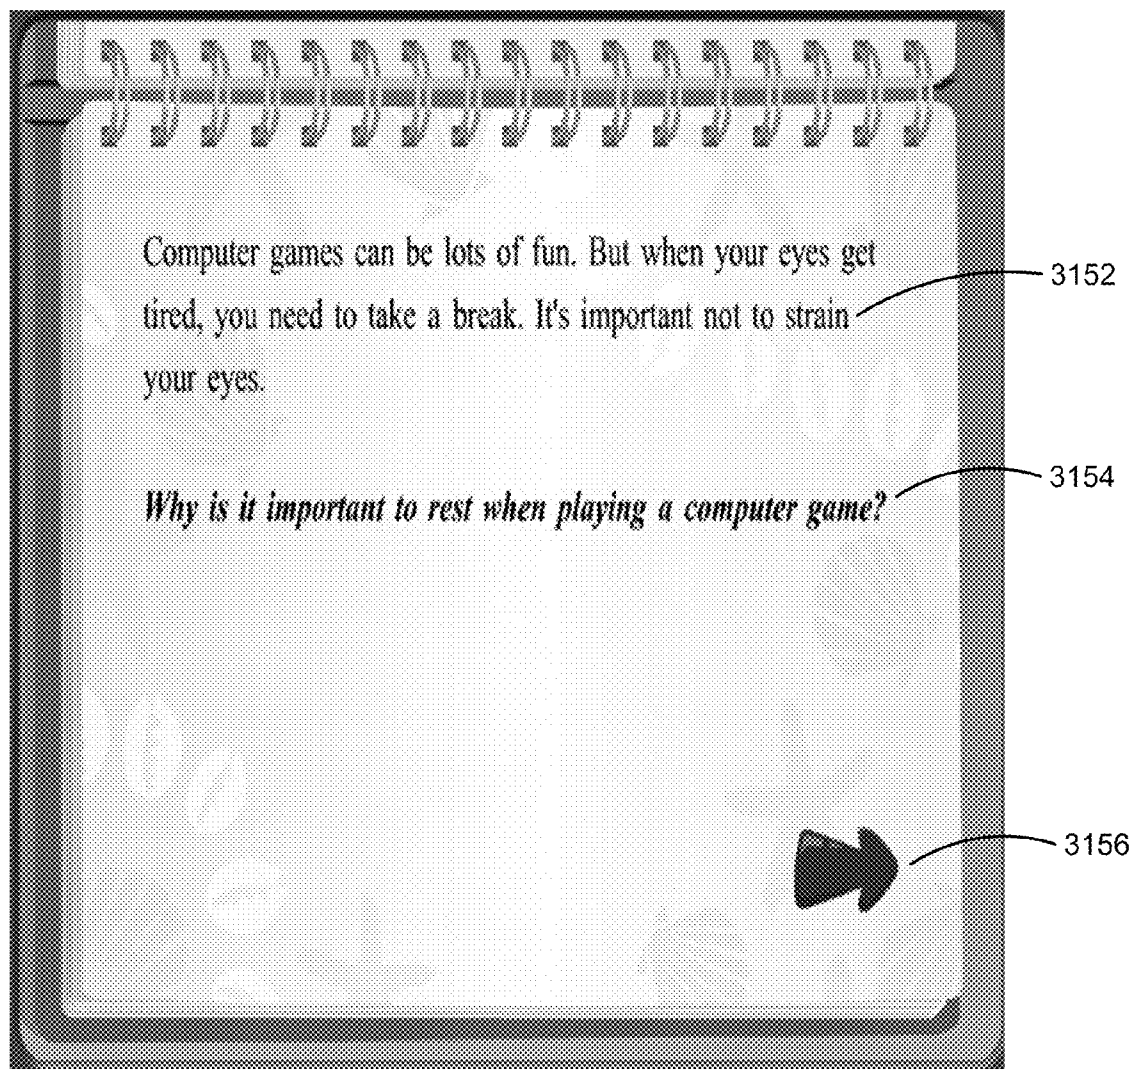 Computer games can be lots of fun. But when your eyes get
3152
tired, you need to take a break. It's important not to strain
your eyes.
3154
Why is it important to rest when playing a computer game?
3156